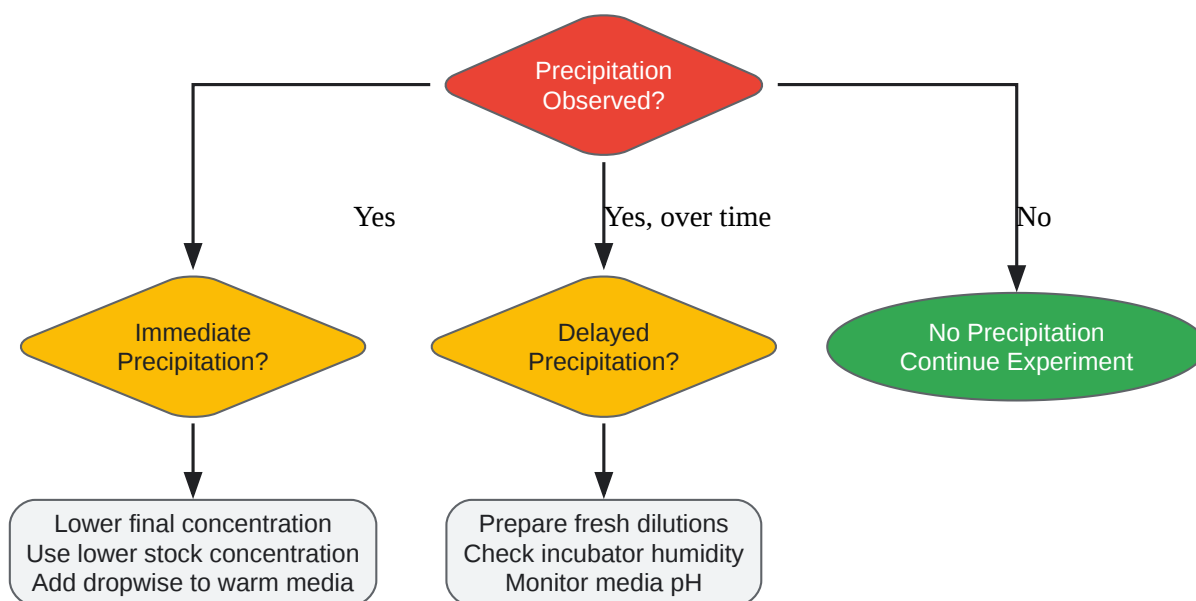 Precipitation
Observed?
Yes
Yes, over time
No
Immediate
Precipitation?
Delayed
Precipitation?
No Precipitation
Continue Experiment
Lower final concentration
Use lower stock concentration
Add dropwise to warm media
Prepare fresh dilutions
Check incubator humidity
Monitor media pH